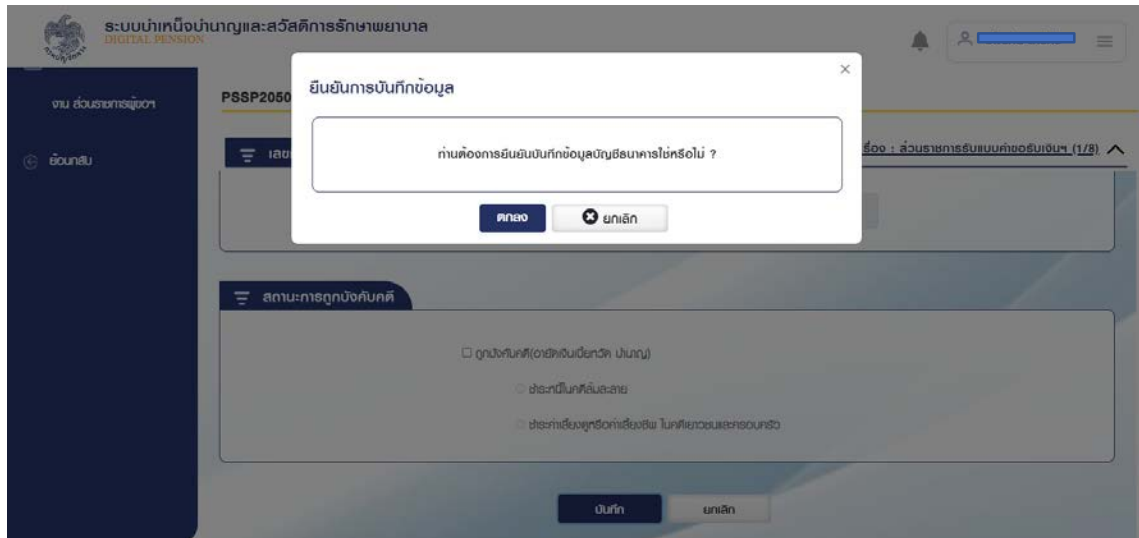 ระบบบำเหน็จบำนาญและสวัสดิการรักษาพยาบาล
DIGITAL PENSION
งาน ส่วนราชการผู้ขอฯ
ย้อนกลับ
PSSP2050
ยืนยันการบันทึกข้อมูล
×
ท่านต้องการยืนยันบันทึกข้อมูลบัญชีธนาคารใช่หรือไม่ ?
ตกลง
ยกเลิก
เลข
รื่อง : ส่วนราชการรับแบบคำขอรับเงินฯ (1/8)
สถานะการถูกบังคับคดี
ถูกบังคับคดี(อายัดเงินเบี้ยหวัด บำนาญ)
ชำระหนี้ในคดีล้มละลาย
ชำระค่าเลี้ยงดูหรือค่าเลี้ยงชีพ ในคดีเยาวชนและครอบครัว
บันทึก
ยกเลิก